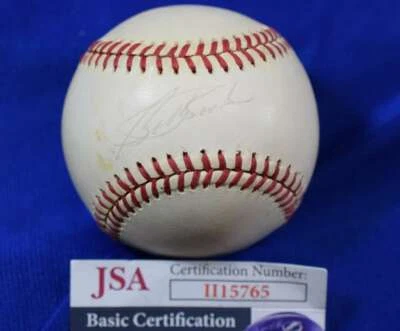 JSA
Certification Number:
II15765
Basic Certification